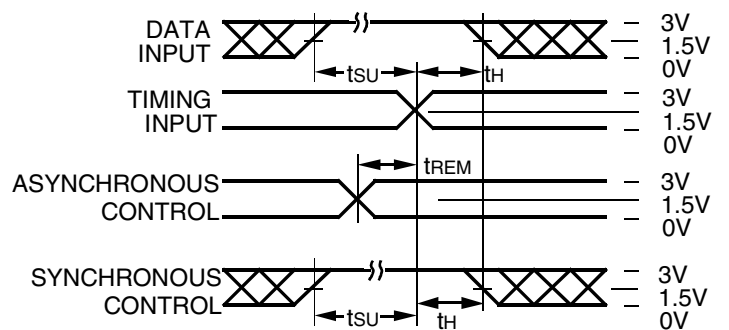 DATA
INPUT
3V
1.5V
0V
tSU
tH
TIMING
INPUT
3V
1.5V
0V
tREM
ASYNCHRONOUS
CONTROL
3V
1.5V
0V
SYNCHRONOUS
CONTROL
3V
1.5V
0V
tSU
tH